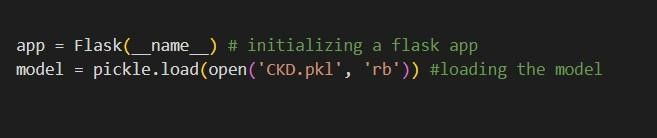 app = Flask(__name__) # initializing a flask app
model = pickle.load(open('CKD.pkl', 'rb')) #loading the model